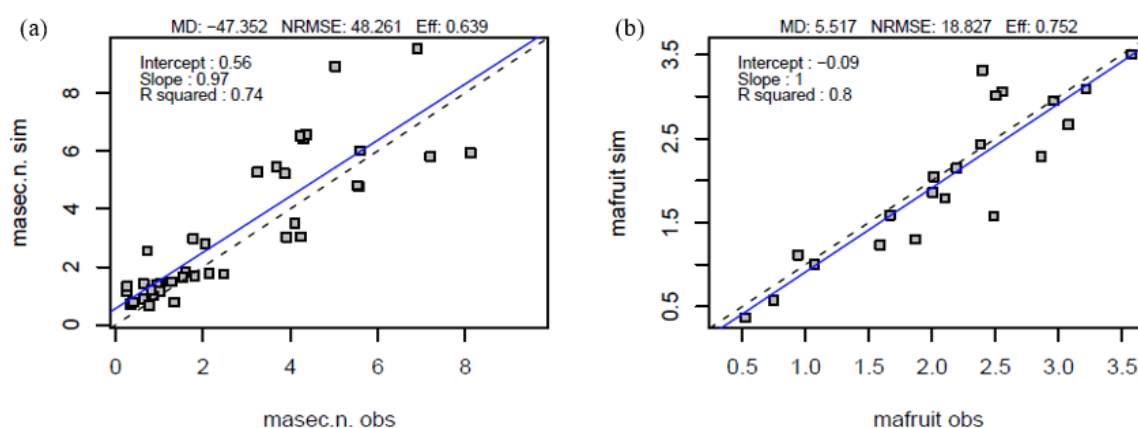 (a)
MD: −47.352 NRMSE: 48.261 Eff: 0.639
Intercept : 0.56
Slope : 0.97
R squared : 0.74
masec.n. sim
8
6
4
2
0
0 2 4 6 8
masec.n. obs
(b)
MD: 5.517 NRMSE: 18.827 Eff: 0.752
Intercept : −0.09
Slope : 1
R squared : 0.8
mafruit sim
3.5
2.5
1.5
0.5
0.5 1.0 1.5 2.0 2.5 3.0 3.5
mafruit obs